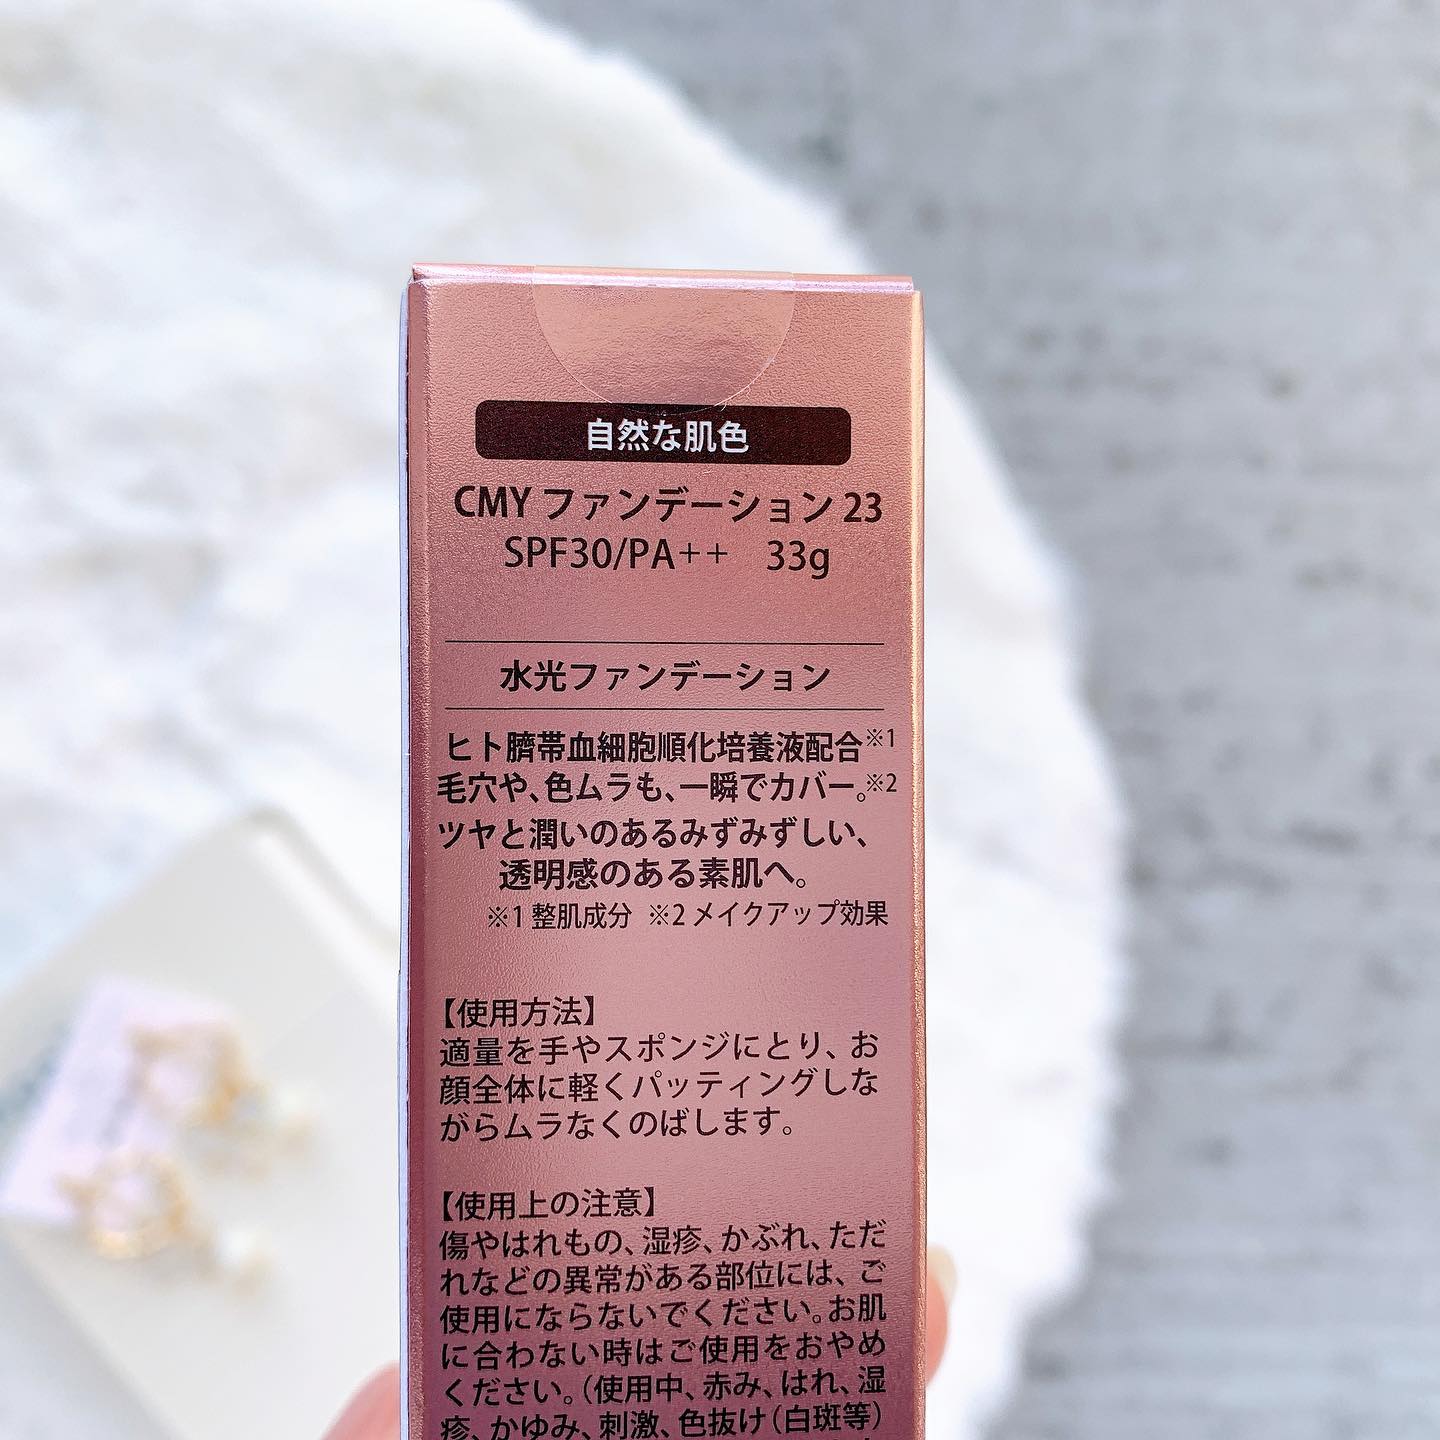 自然な肌色
CMY ファンデーション 23
SPF30/PA++ 33g
水光ファンデーション
ヒト臍帯血細胞順化培養液配合※1
毛穴や、色ムラも、一瞬でカバー。※2
ツヤと潤いのあるみずみずしい、
透明感のある素肌へ。
※1 整肌成分 ※2 メイクアップ効果
【使用方法】
適量を手やスポンジにとり、お
顔全体に軽くパッティングしな
がらムラなくのばします。
【使用上の注意】
傷やはれもの、湿疹、かぶれ、ただ
れなどの異常がある部位には、ご
使用にならないでください。お肌
に合わない時はご使用をおやめ
ください。（使用中、赤み、はれ、湿
疹、かゆみ、刺激、色抜け（白斑等）